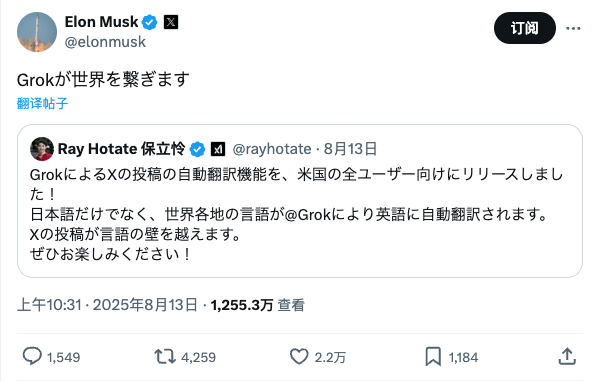 Elon Musk
@elonmusk
订阅
Grokが世界を繋ぎます
翻译帖子
Ray Hotate 保立怜 @rayhotate · 8月13日
GrokによるXの投稿の自動翻訳機能を、米国の全ユーザー向けにリリースしまし
た！
日本語だけでなく、世界各地の言語が@Grokにより英語に自動翻訳されます。
Xの投稿が言語の壁を越えます。
ぜひお楽しみください！
上午10:31 · 2025年8月13日 · 1,255.3万 查看
1,549 4,259 2.2万 1,184